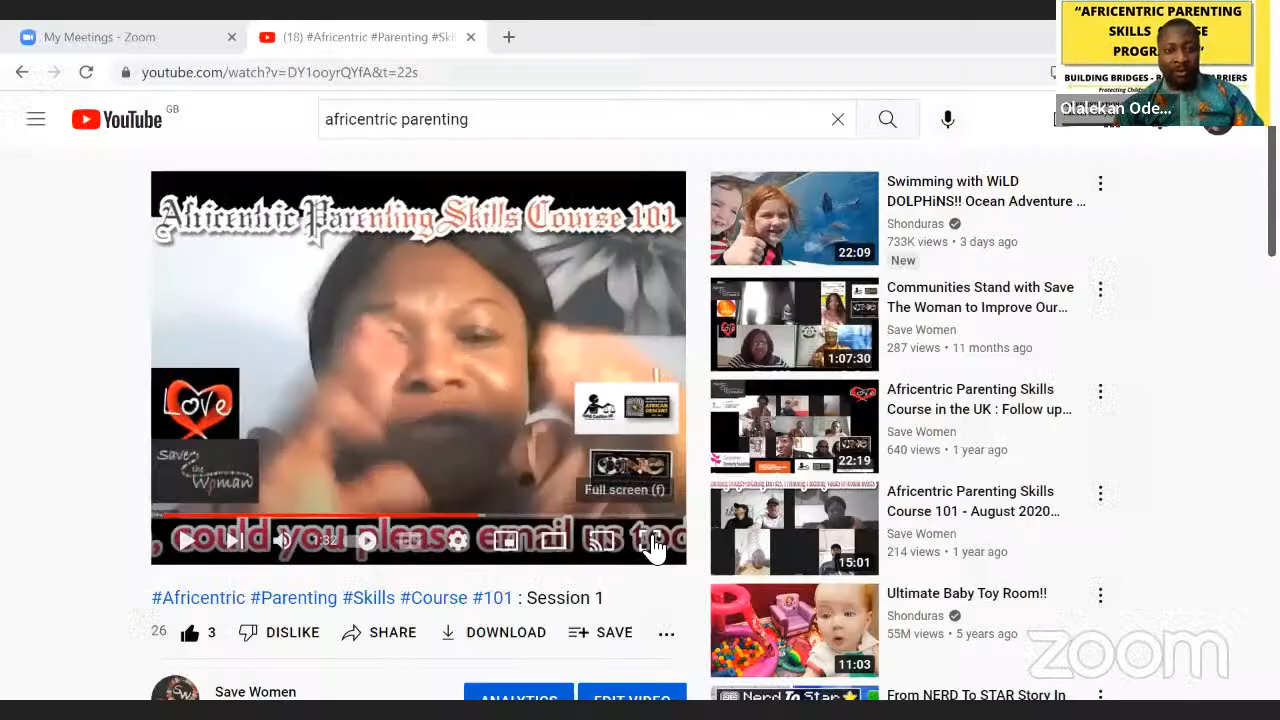 My Meetings - Zoom
(18) #Africentric #Parenting #Skil
youtube.com/watch?v=DY1ooyrQYfA&t=22s
"AFRICENTRIC PARENTING
SKILLS
BUILDING BRIDGES -
Olalekan Ode...
YouTube
GB
africentric parenting
Africentric Parenting Skills Course 101
LOVE
Save
the
Woman
AFRICAN
DESCENT
Full screen (f)
, could you please email us to
1:32
#Africentric #Parenting #Skills #Course #101 : Session 1
26
3
DISLIKE
SHARE
DOWNLOAD
SAVE
Save Women
ANALYTICS
EDIT VIDEO
Swimming with WiLD
DOLPHiNS!! Ocean Adventure ...
Shonduras
733K views • 3 days ago
New
22:09
Communities Stand with Save
The Woman to Improve Our...
Save Women
287 views • 11 months ago
1:07:30
Africentric Parenting Skills
Course in the UK : Follow up...
Save Women
640 views • 1 year ago
22:19
Africentric Parenting Skills
Course 101 - August 2020...
Save Women
214 views • 1 year ago
15:01
Ultimate Baby Toy Room!!
Shonduras
55M views • 5 years ago
11:03
From NERD To STAR Story In
Nerd To Star
zoom